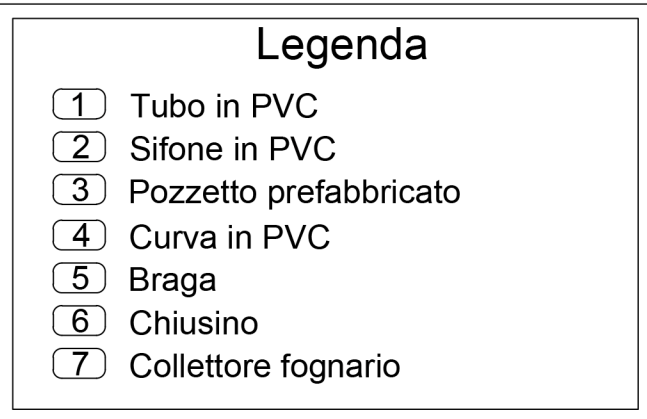 Legenda
1 Tubo in PVC
2 Sifone in PVC
3 Pozzetto prefabbricato
4 Curva in PVC
5 Braga
6 Chiusino
7 Collettore fognario